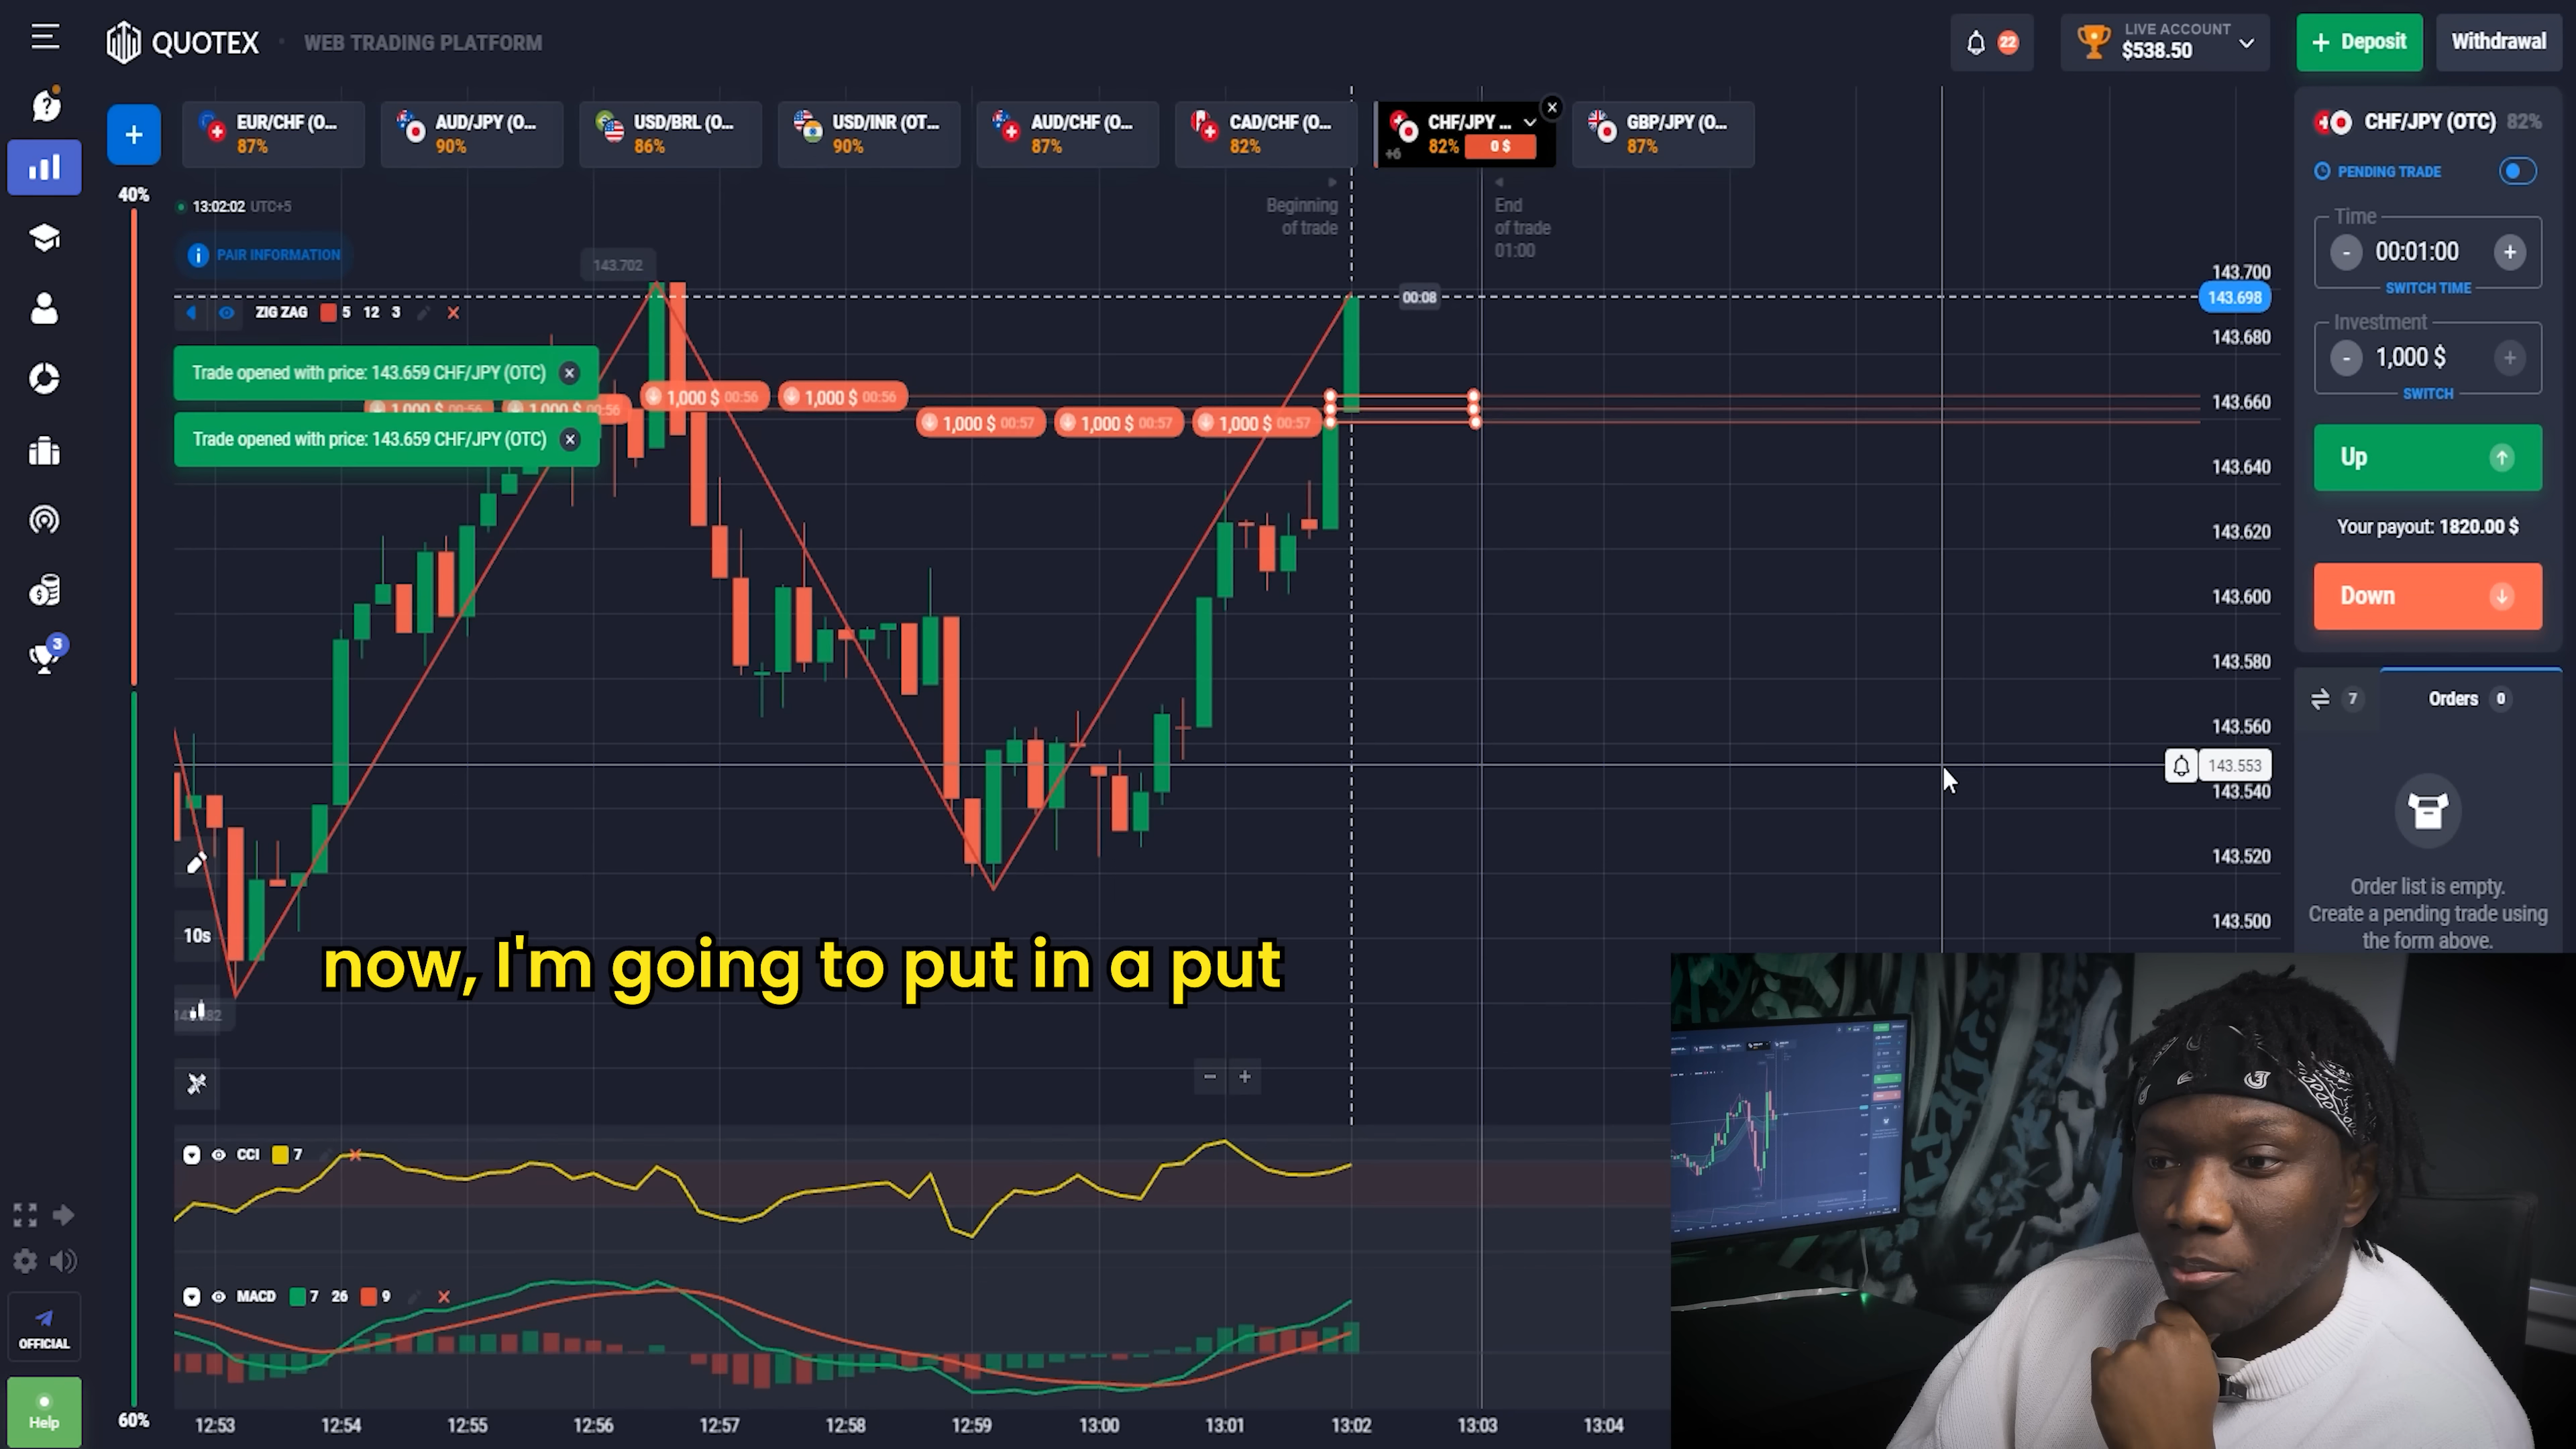 QUOTEX · WEB TRADING PLATFORM
22
LIVE ACCOUNT
$538.50
+ Deposit
Withdrawal
EUR/CHF (O...
87%
AUD/JPY (O...
90%
USD/BRL (O...
86%
USD/INR (OT...
90%
AUD/CHF (O...
87%
CAD/CHF (O...
82%
CHF/JPY ...
+6
82%
0 $
GBP/JPY (O...
87%
CHF/JPY (OTC) 82%
PENDING TRADE
Time
- 00:01:00 +
SWITCH TIME
Investment
- 1,000 $ +
SWITCH
Up
Your payout: 1820.00 $
Down
7
Orders 0
Order list is empty.
Create a pending trade using
the form above.
40%
13:02:02 UTC+5
PAIR INFORMATION
Beginning
of trade
End
of trade
01:00
143.702
ZIG ZAG 5 12 3
00:08
Trade opened with price: 143.659 CHF/JPY (OTC)
Trade opened with price: 143.659 CHF/JPY (OTC)
1,000 $ 00:56
1,000 $ 00:56
1,000 $ 00:56
1,000 $ 00:56
1,000 $ 00:57
1,000 $ 00:57
1,000 $ 00:57
143.700
143.698
143.680
143.660
143.640
143.620
143.600
143.580
143.560
143.553
143.540
143.520
143.500
3
10s
now, I'm going to put in a put
CCI 7
MACD 7 26 9
OFFICIAL
Help
60%
12:53 12:54 12:55 12:56 12:57 12:58 12:59 13:00 13:01 13:02 13:03 13:04